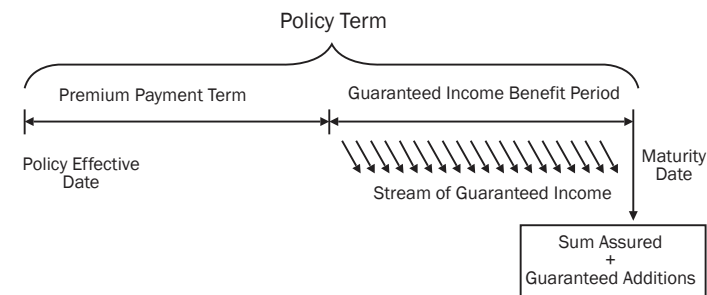 Policy Term
Premium Payment Term
Guaranteed Income Benefit Period
Policy Effective
Date
Stream of Guaranteed Income
Maturity
Date
Sum Assured
+
Guaranteed Additions